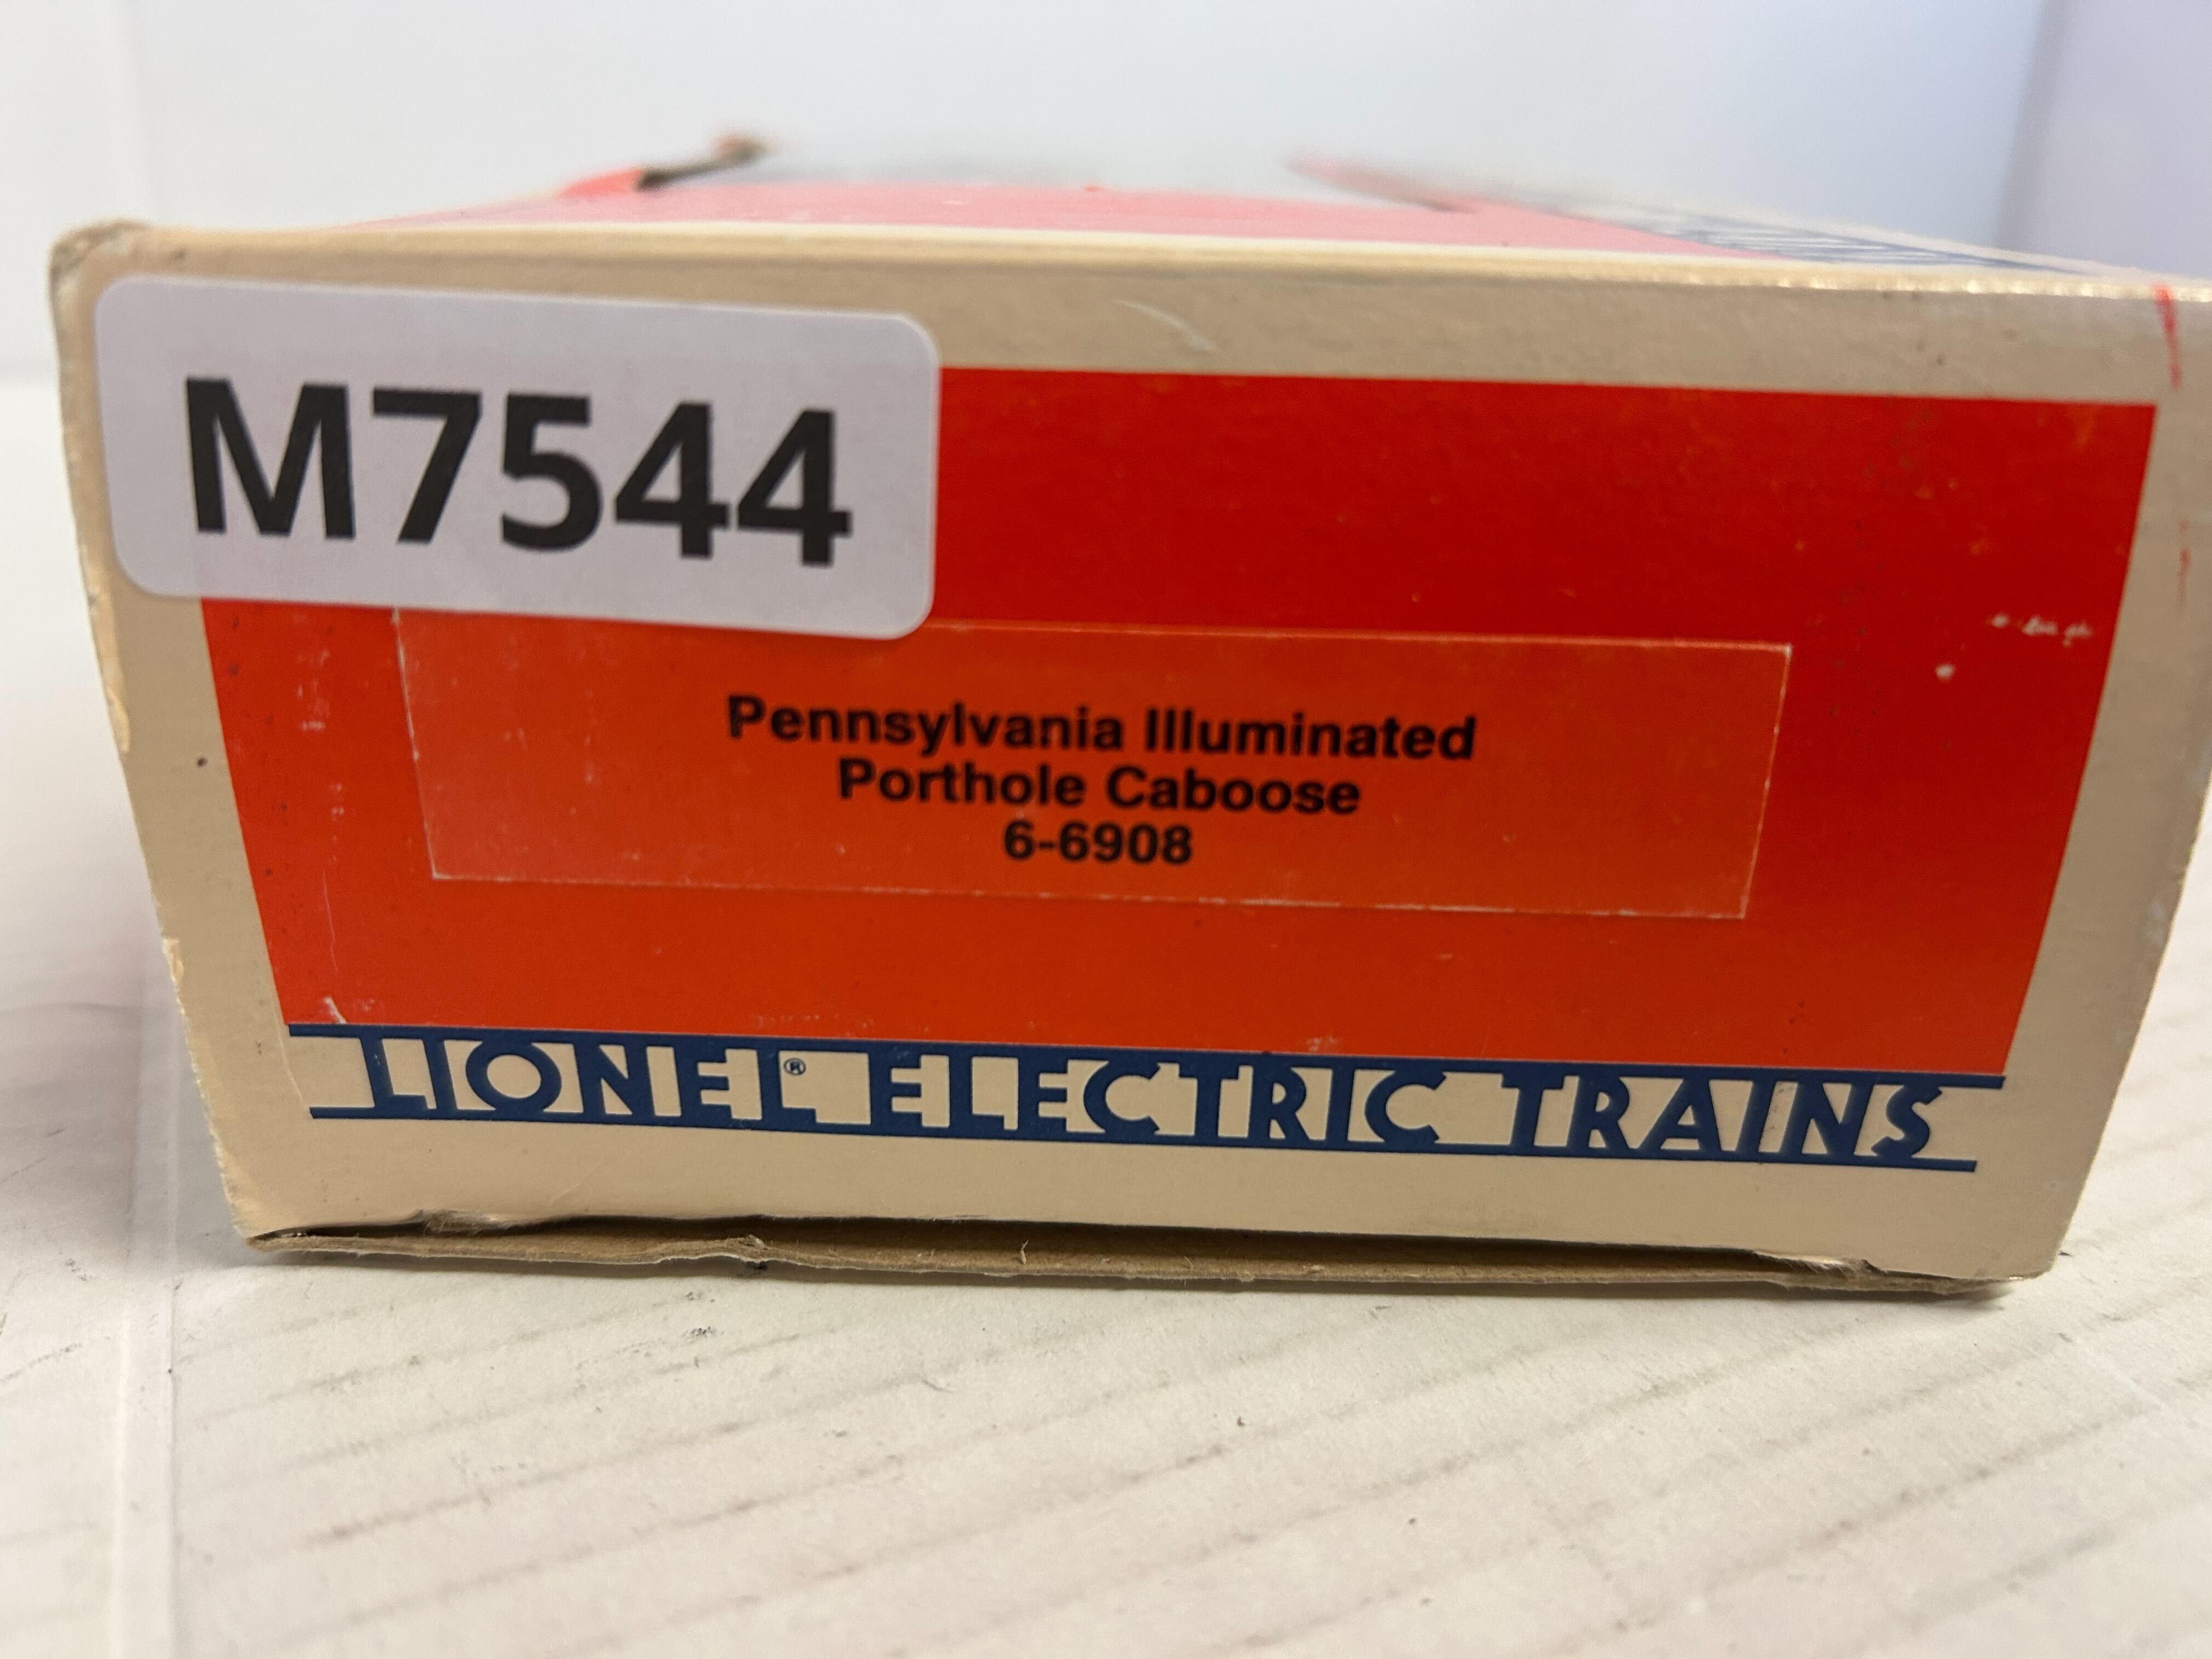 M7544
Pennsylvania Illuminated
Porthole Caboose
6-6908
LIONEL® ELECTRIC TRAINS